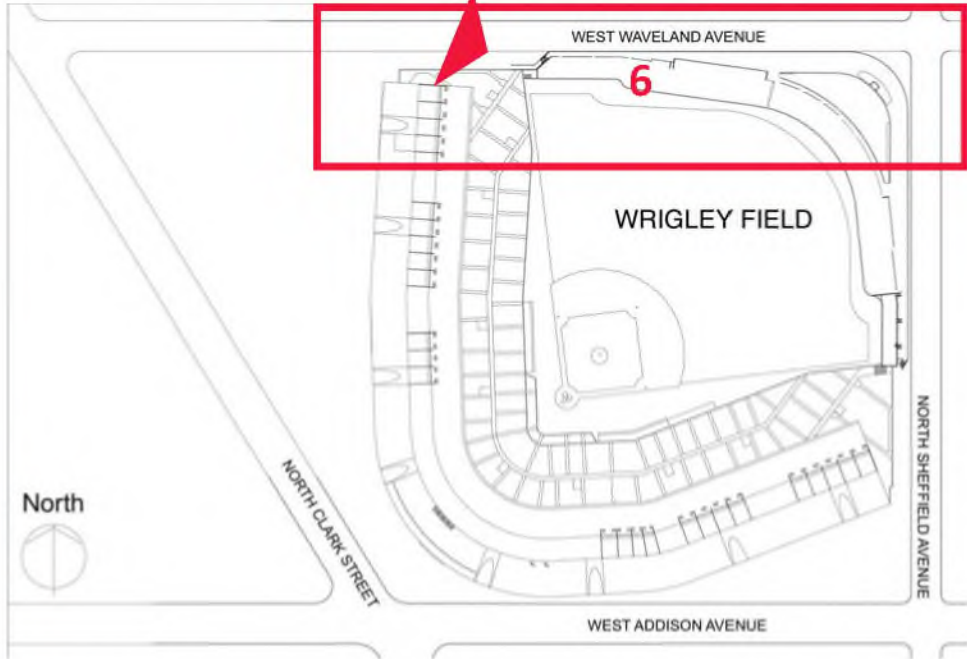 WEST WAVELAND AVENUE
6
WRIGLEY FIELD
North
NORTH CLARK STREET
NORTH SHEFFIELD AVENUE
WEST ADDISON AVENUE